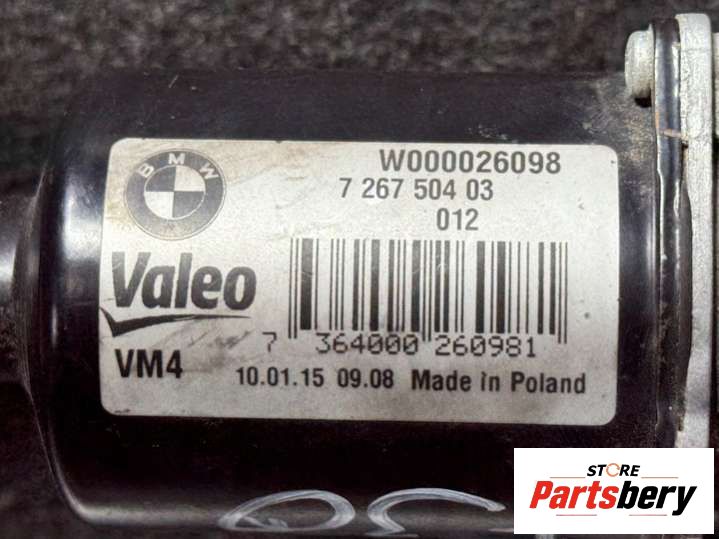 BMW
W000026098
7 267 504 03
012
Valeo
7 364000 260981
VM4
10.01.15 09.08 Made in Poland
STORE
Partsbery